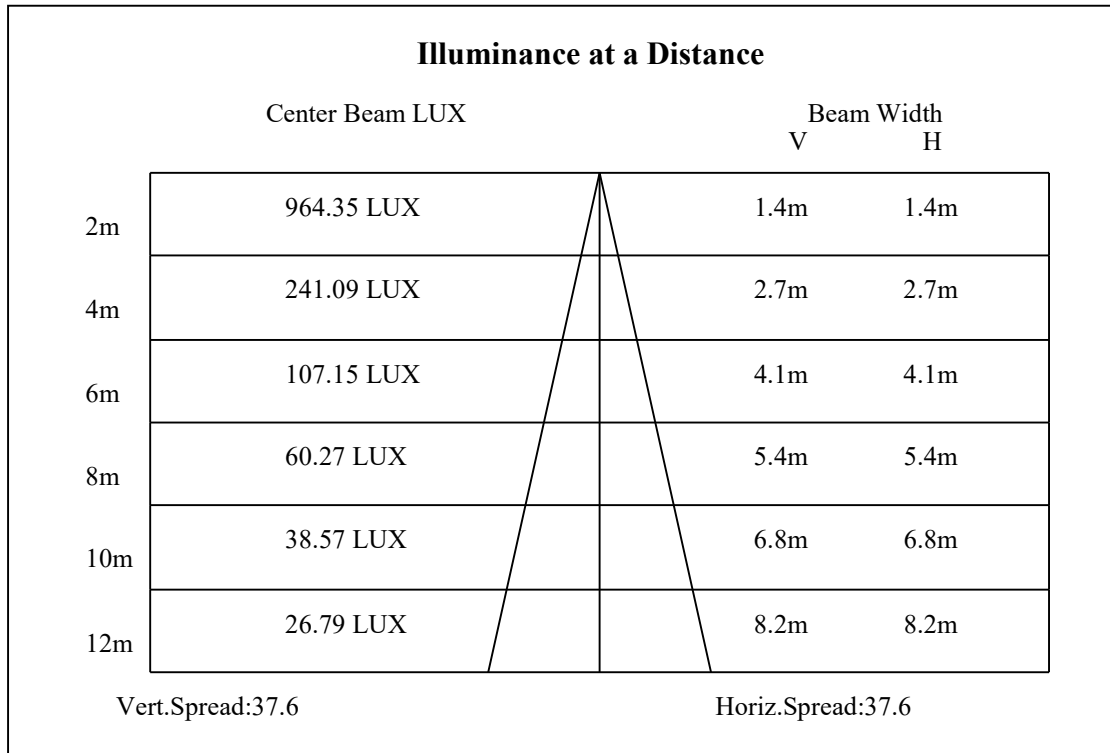 Illuminance at a Distance
Center Beam LUX Beam Width
V H
2m 964.35 LUX 1.4m 1.4m
4m 241.09 LUX 2.7m 2.7m
6m 107.15 LUX 4.1m 4.1m
8m 60.27 LUX 5.4m 5.4m
10m 38.57 LUX 6.8m 6.8m
12m 26.79 LUX 8.2m 8.2m
Vert.Spread:37.6 Horiz.Spread:37.6